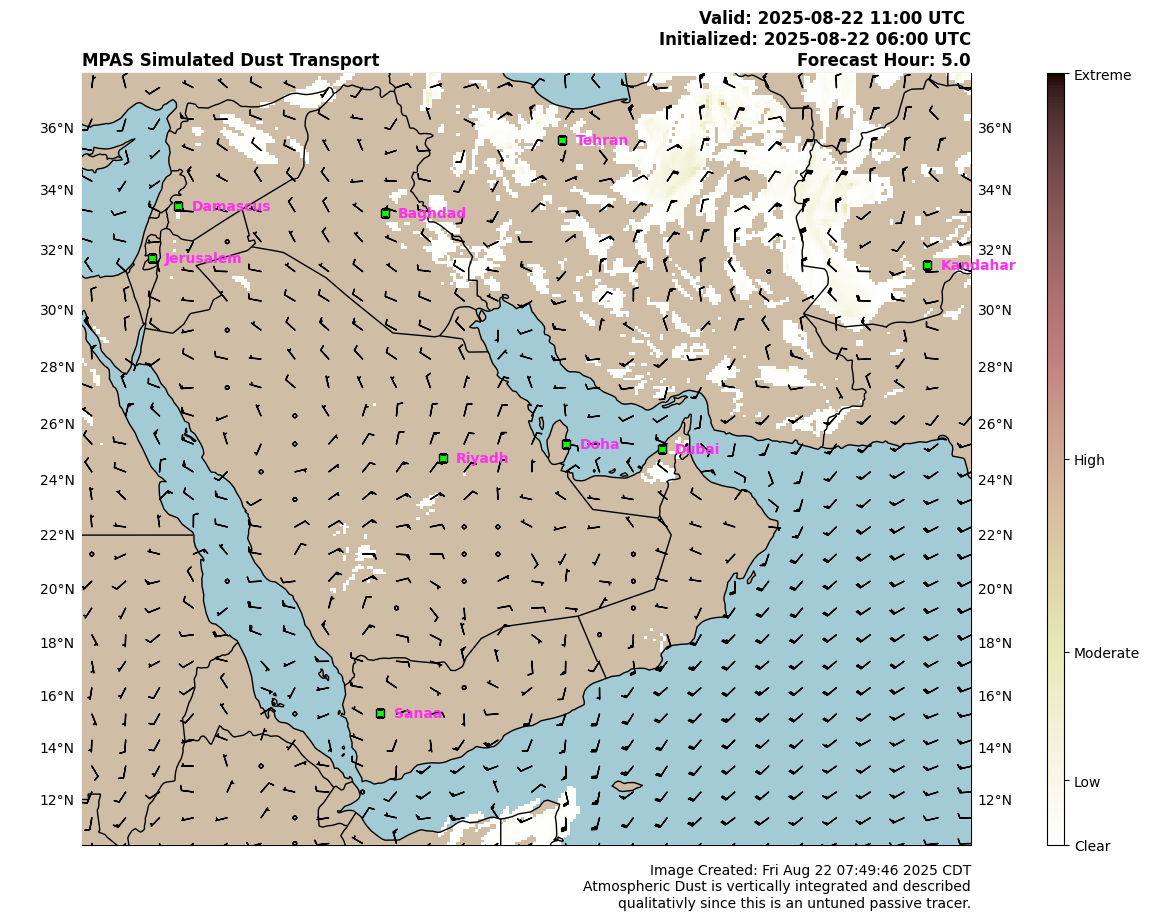 Valid: 2025-08-22 11:00 UTC
Initialized: 2025-08-22 06:00 UTC
MPAS Simulated Dust Transport
Forecast Hour: 5.0
Extreme
High
Moderate
Low
Clear
36°N
34°N
32°N
30°N
28°N
26°N
24°N
22°N
20°N
18°N
16°N
14°N
12°N
36°N
34°N
32°N
30°N
28°N
26°N
24°N
22°N
20°N
18°N
16°N
14°N
12°N
Tehran
Damascus
Baghdad
Jerusalem
Kandahar
Doha
Dubai
Riyadh
Sanaa
Image Created: Fri Aug 22 07:49:46 2025 CDT
Atmospheric Dust is vertically integrated and described
qualitativly since this is an untuned passive tracer.